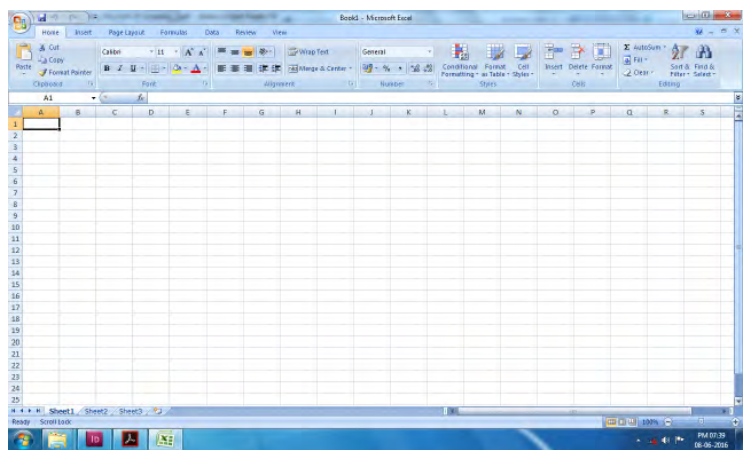 Book1 - Microsoft Excel
Home Insert Page Layout Formulas Data Review View
Cut
Copy
Paste
Format Painter
Clipboard
Calibri 11
B I U
Font
Wrap Text
Merge & Center
Alignment
General
%
Number
Conditional Formatting
Format as Table
Cell Styles
Styles
Insert Delete Format
Cells
Σ AutoSum
Fill
Clear
Sort & Filter
Find & Select
Editing
A1 fx
A B C D E F G H I J K L M N O P Q R S
1
2
3
4
5
6
7
8
9
10
11
12
13
14
15
16
17
18
19
20
21
22
23
24
25
Sheet1 Sheet2 Sheet3
Ready Scroll Lock 100%
PM 07:39
08-06-2016